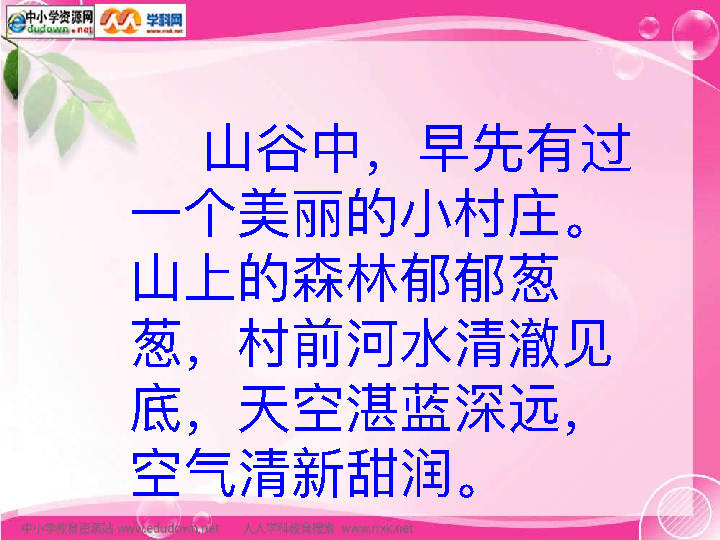 中小学资源网
dudown.net
学科网
www.nxk.net
山谷中，早先有过
一个美丽的小村庄。
山上的森林郁郁葱
葱，村前河水清澈见
底，天空湛蓝深远，
空气清新甜润。
中小学教育资源站 www.edudown.net 人人学科教育搜索 www.nxk.net